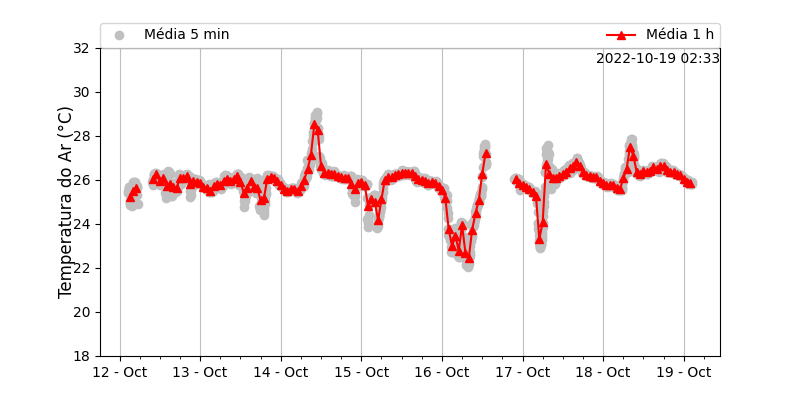 Média 5 min
Média 1 h
2022-10-19 02:33
Temperatura do Ar (°C)
32
30
28
26
24
22
20
18
12 - Oct
13 - Oct
14 - Oct
15 - Oct
16 - Oct
17 - Oct
18 - Oct
19 - Oct